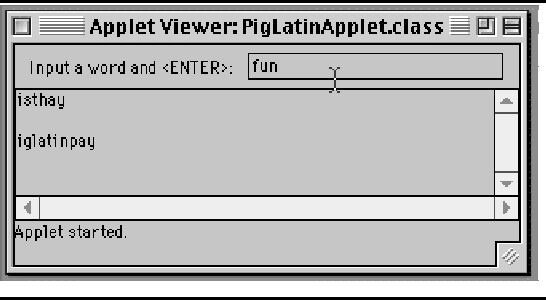 Applet Viewer: PigLatinApplet.class
Input a word and <ENTER>: fun
isthay
iglatinpay
Applet started.